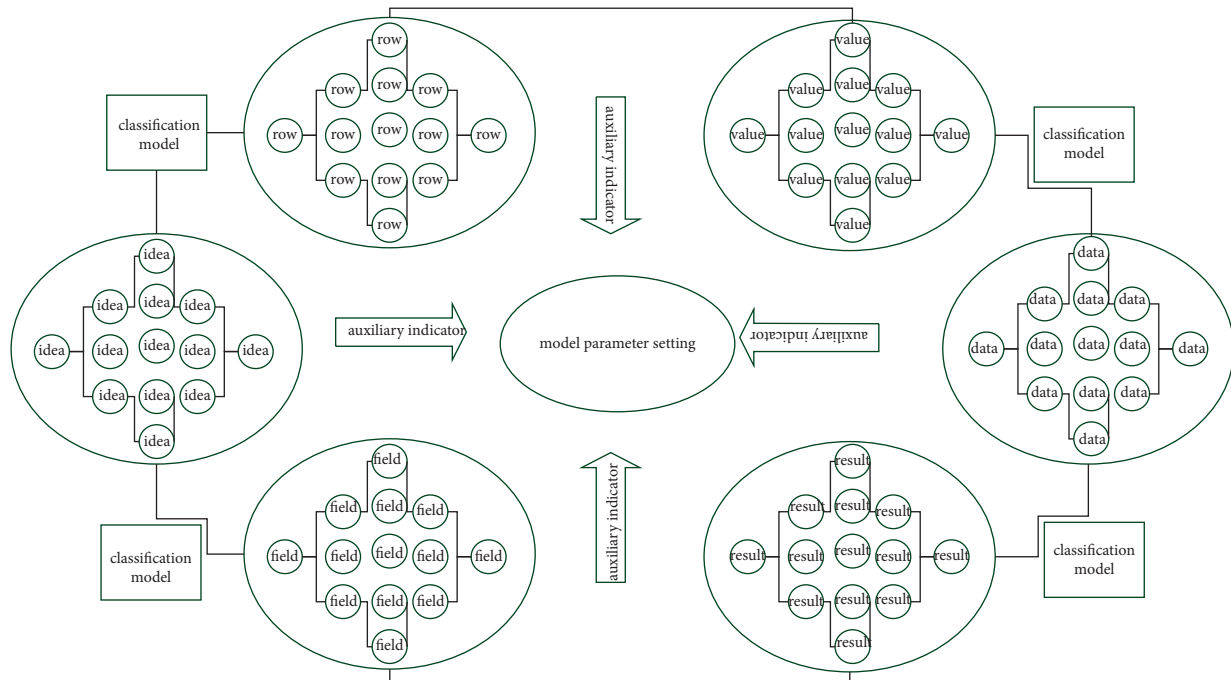 row
row
row
row
row
row
row
row
row
row
row
row
row
value
value
value
value
value
value
value
value
value
value
value
value
value
classification
model
classification
model
auxiliary indicator
idea
idea
idea
idea
idea
idea
idea
idea
idea
idea
idea
idea
idea
auxiliary indicator
model parameter setting
auxiliary indicator
data
data
data
data
data
data
data
data
data
data
data
data
data
auxiliary indicator
field
field
field
field
field
field
field
field
field
field
field
field
field
result
result
result
result
result
result
result
result
result
result
result
result
result
classification
model
classification
model